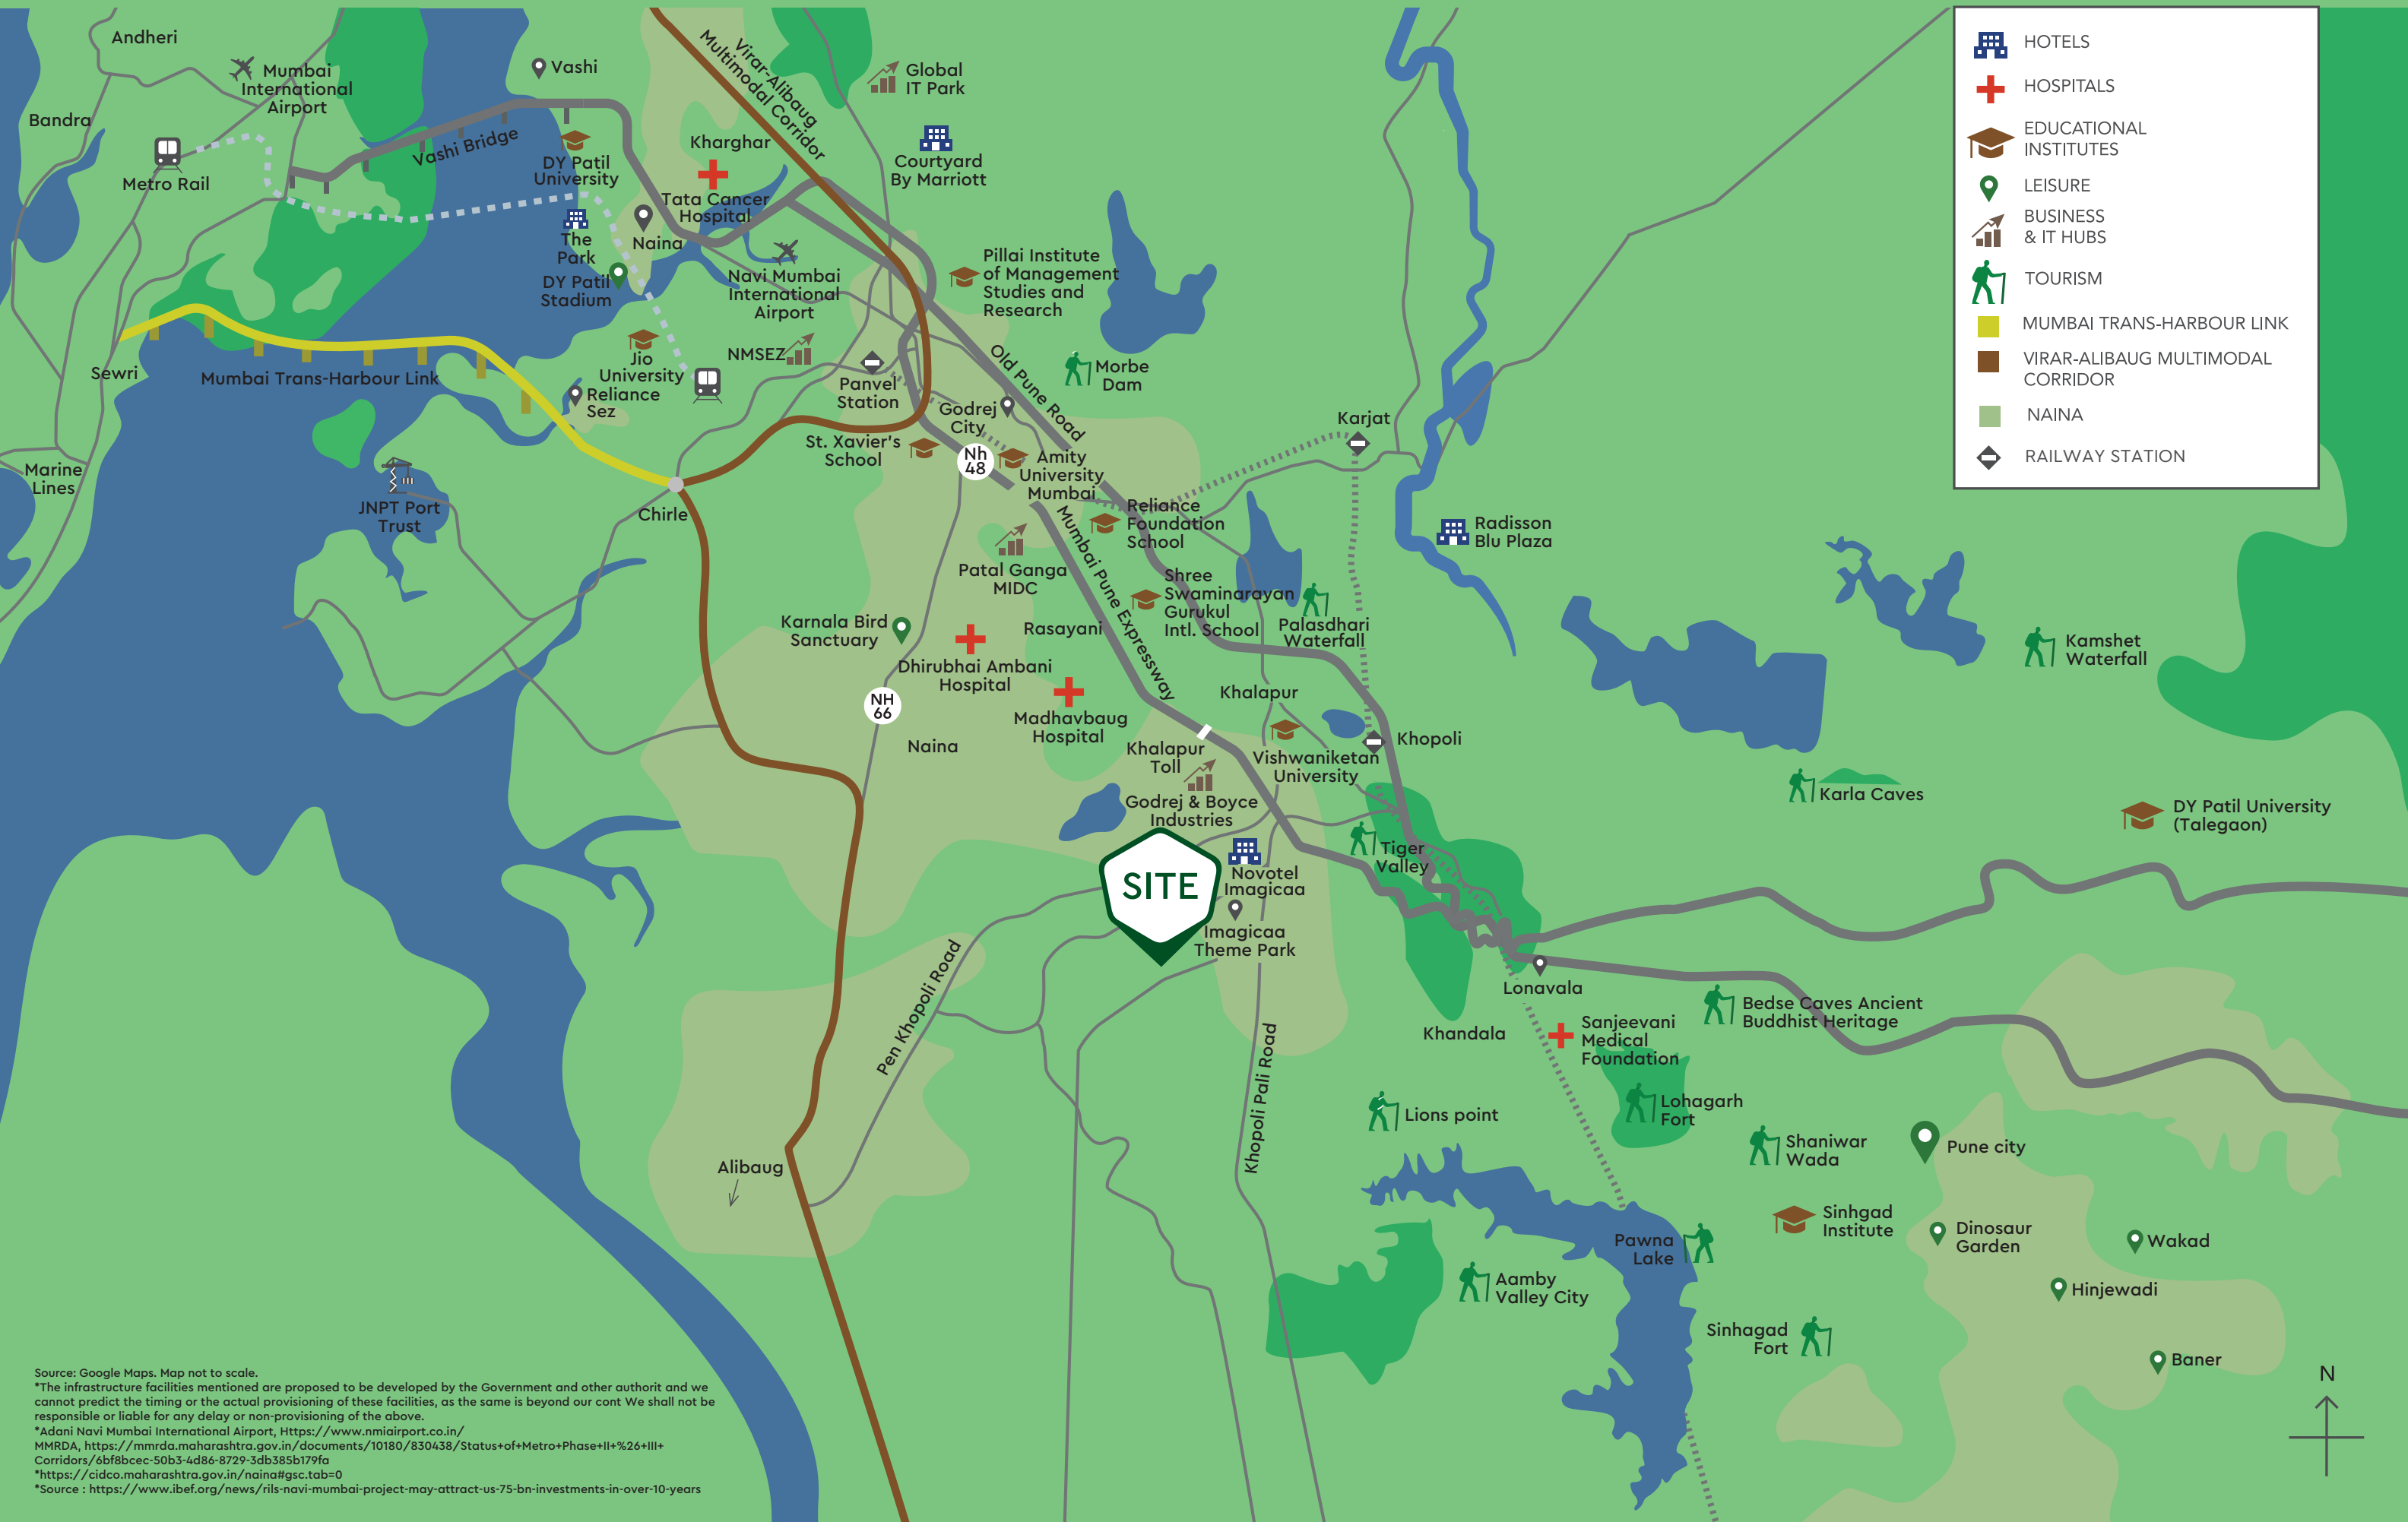 Andheri
Mumbai
International
Airport
Bandra
Metro Rail
Vashi Bridge
Vashi
DY Patil
University
The
Park
DY Patil
Stadium
Naina
Kharghar
Tata Cancer
Hospital
Virar-Alibaug
Multimodal Corridor
Global
IT Park
Courtyard
By Marriott
Navi Mumbai
International
Airport
Pillai Institute
of Management
Studies and
Research
Sewri
Mumbai Trans-Harbour Link
Jio
University
Reliance
Sez
NMSEZ
Panvel
Station
Old Pune Road
Morbe
Dam
Godrej
City
St. Xavier's
School
Nh
48
Amity
University
Mumbai
Karjat
Marine
Lines
JNPT Port
Trust
Chirle
Reliance
Foundation
School
Radisson
Blu Plaza
Patal Ganga
MIDC
Mumbai Pune Expressway
Shree
Swaminarayan
Gurukul
Intl. School
Palasdhari
Waterfall
Karnala Bird
Sanctuary
Rasayani
Dhirubhai Ambani
Hospital
NH
66
Madhavbaug
Hospital
Naina
Khalapur
Khalapur
Toll
Vishwaniketan
University
Khopoli
Godrej & Boyce
Industries
Kamshet
Waterfall
Karla Caves
DY Patil University
(Talegaon)
SITE
Novotel
Imagicaa
Imagicaa
Theme Park
Tiger
Valley
Lonavala
Khandala
Sanjeevani
Medical
Foundation
Bedse Caves Ancient
Buddhist Heritage
Pen Khopoli Road
Khopoli Pali Road
Alibaug
Lions point
Lohagarh
Fort
Shaniwar
Wada
Pune city
Sinhgad
Institute
Dinosaur
Garden
Wakad
Pawna
Lake
Aamby
Valley City
Hinjewadi
Sinhagad
Fort
Baner
N
HOTELS
HOSPITALS
EDUCATIONAL
INSTITUTES
LEISURE
BUSINESS
& IT HUBS
TOURISM
MUMBAI TRANS-HARBOUR LINK
VIRAR-ALIBAUG MULTIMODAL
CORRIDOR
NAINA
RAILWAY STATION
Source: Google Maps. Map not to scale.
*The infrastructure facilities mentioned are proposed to be developed by the Government and other authorit and we
cannot predict the timing or the actual provisioning of these facilities, as the same is beyond our cont We shall not be
responsible or liable for any delay or non-provisioning of the above.
*Adani Navi Mumbai International Airport, Https://www.nmiairport.co.in/
MMRDA, https://mmrda.maharashtra.gov.in/documents/10180/830438/Status+of+Metro+Phase+II+%26+III+
Corridors/6bf8bcec-50b3-4d86-8729-3db385b179fa
*https://cidco.maharashtra.gov.in/naina#gsc.tab=0
*Source : https://www.ibef.org/news/rils-navi-mumbai-project-may-attract-us-75-bn-investments-in-over-10-years